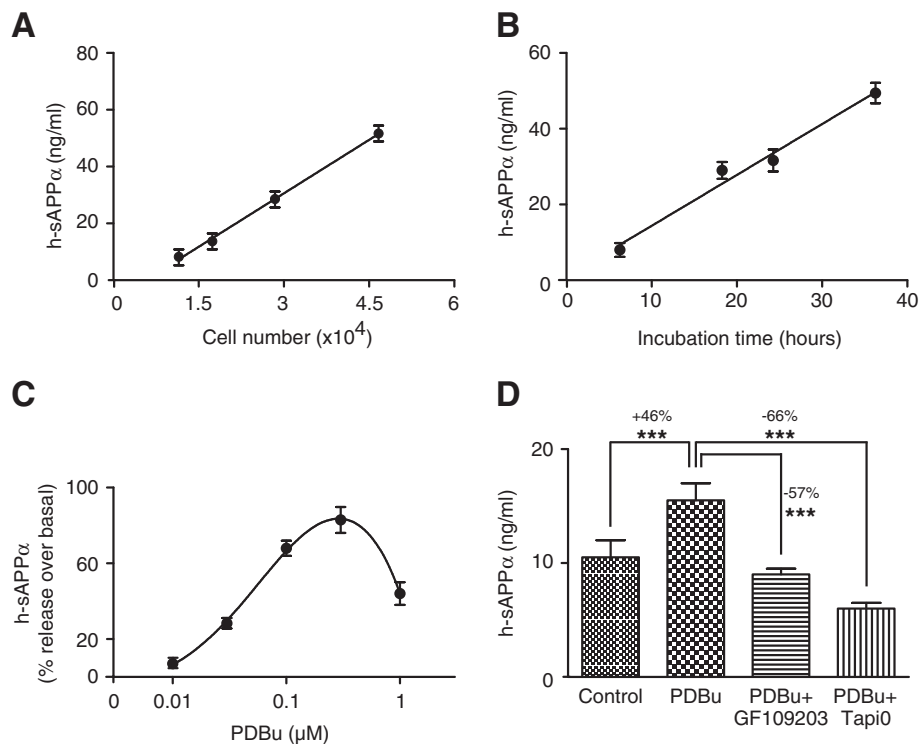 A
h-sAPPα (ng/ml)
80
60
40
20
0
0 1.5 3 4.5 6
Cell number (x10^4)
B
h-sAPPα (ng/ml)
60
40
20
0
0 10 20 30 40
Incubation time (hours)
C
h-sAPPα
(% release over basal)
100
60
20
0
0 0.01 0.1 1
PDBu (µM)
D
h-sAPPα (ng/ml)
20
10
0
+46%
***
-66%
***
-57%
***
Control PDBu PDBu+ PDBu+
GF109203 Tapi0